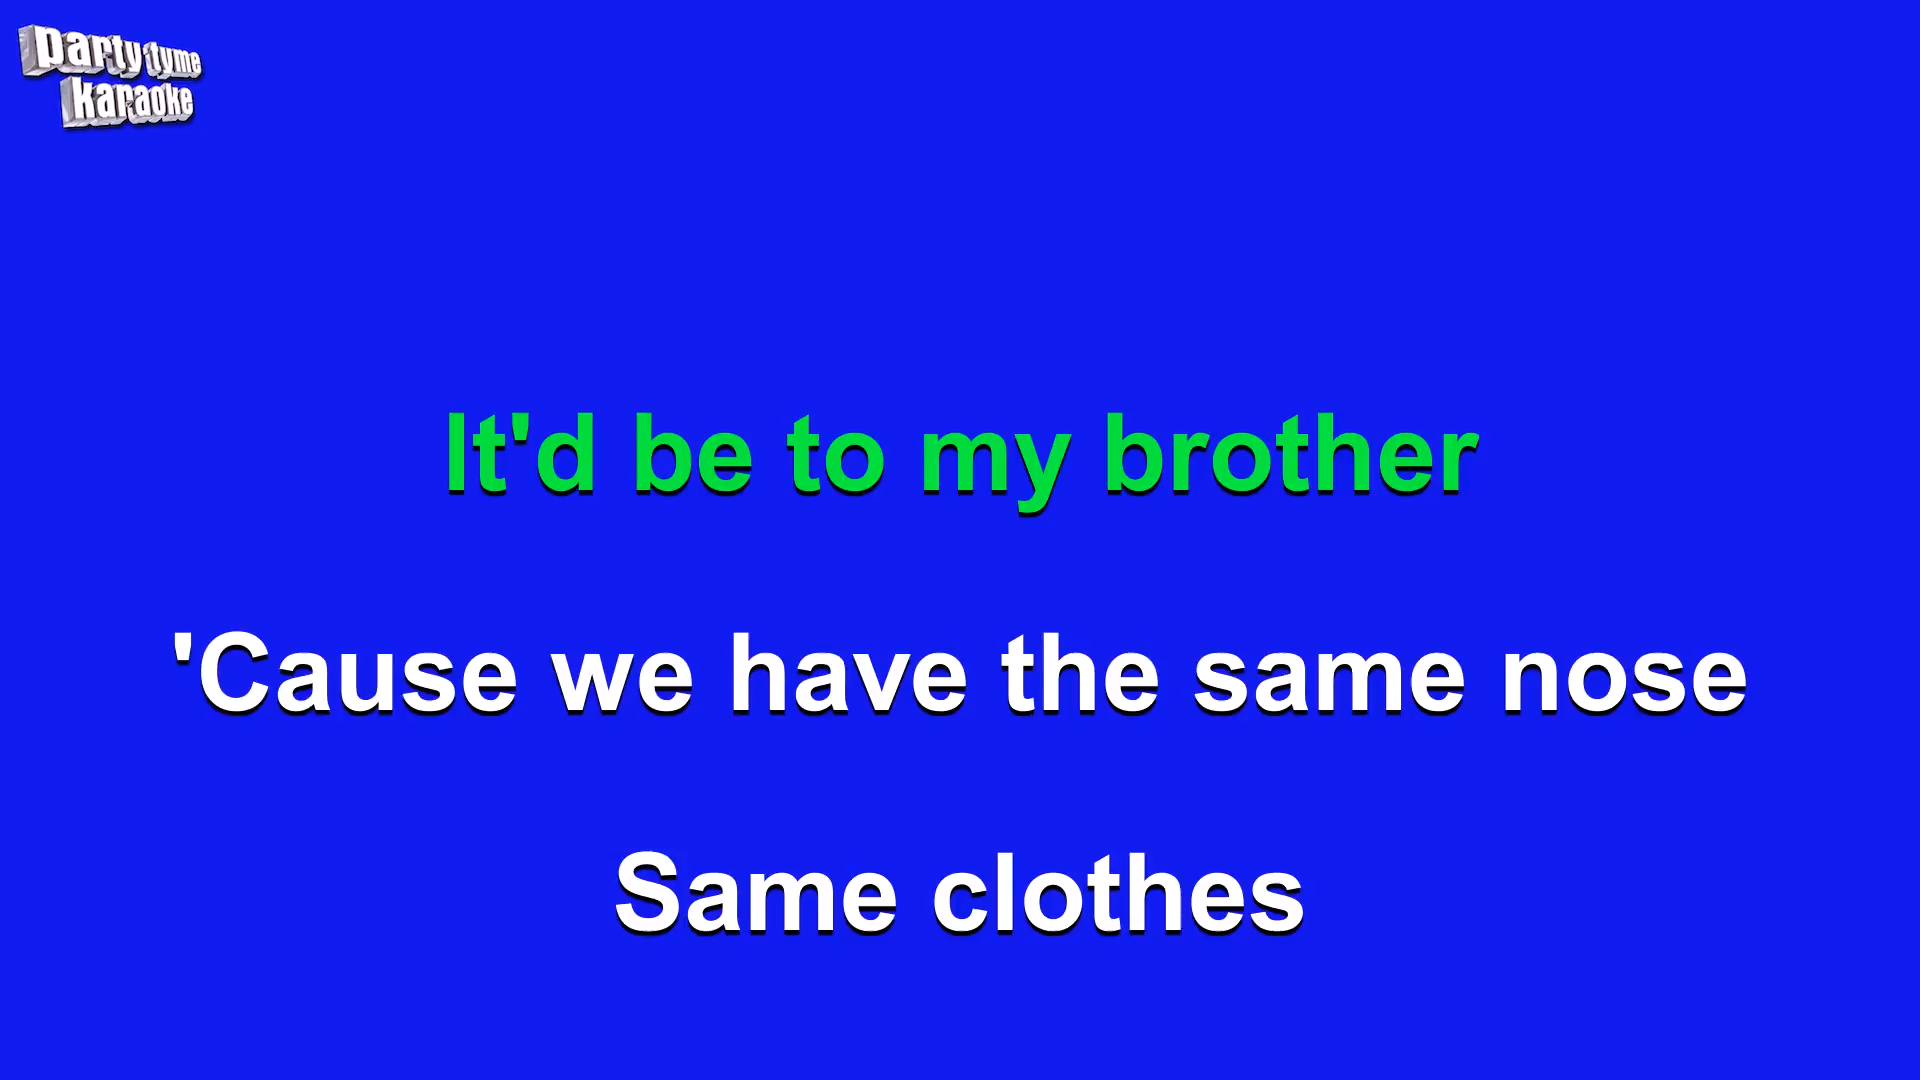 party tyme
karaoke
It'd be to my brother
'Cause we have the same nose
Same clothes